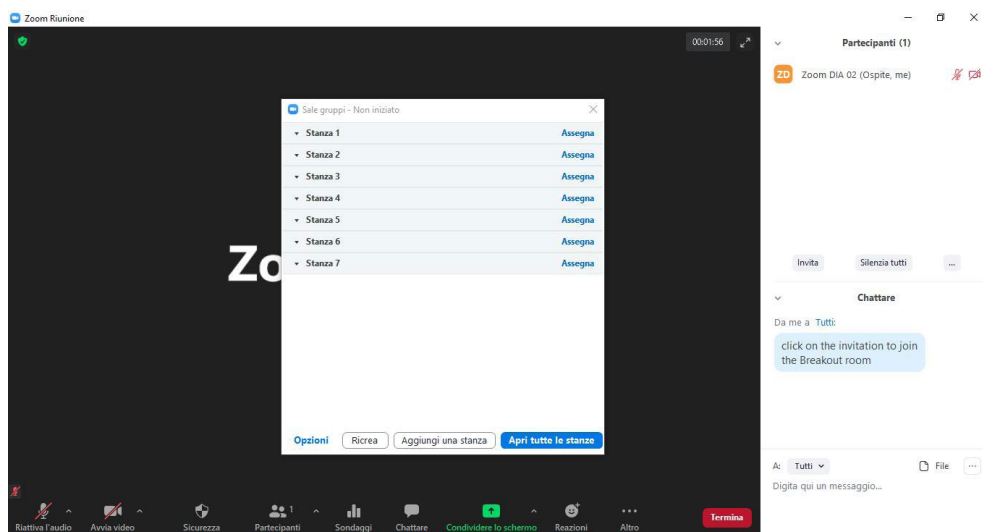 Zoom Riunione
00:01:56
Partecipanti (1)
ZD Zoom DIA 02 (Ospite, me)
Sale gruppi - Non iniziato
Stanza 1 Assegna
Stanza 2 Assegna
Stanza 3 Assegna
Stanza 4 Assegna
Stanza 5 Assegna
Stanza 6 Assegna
Stanza 7 Assegna
Zo
Opzioni Ricrea Aggiungi una stanza Apri tutte le stanze
Invita Silenzia tutti ...
Chattare
Da me a Tutti:
click on the invitation to join
the Breakout room
A: Tutti File ...
Digita qui un messaggio...
Riattiva l'audio Avvia video Sicurezza Partecipanti 1 Sondaggi Chattare Condividere lo schermo Reazioni Altro Termina